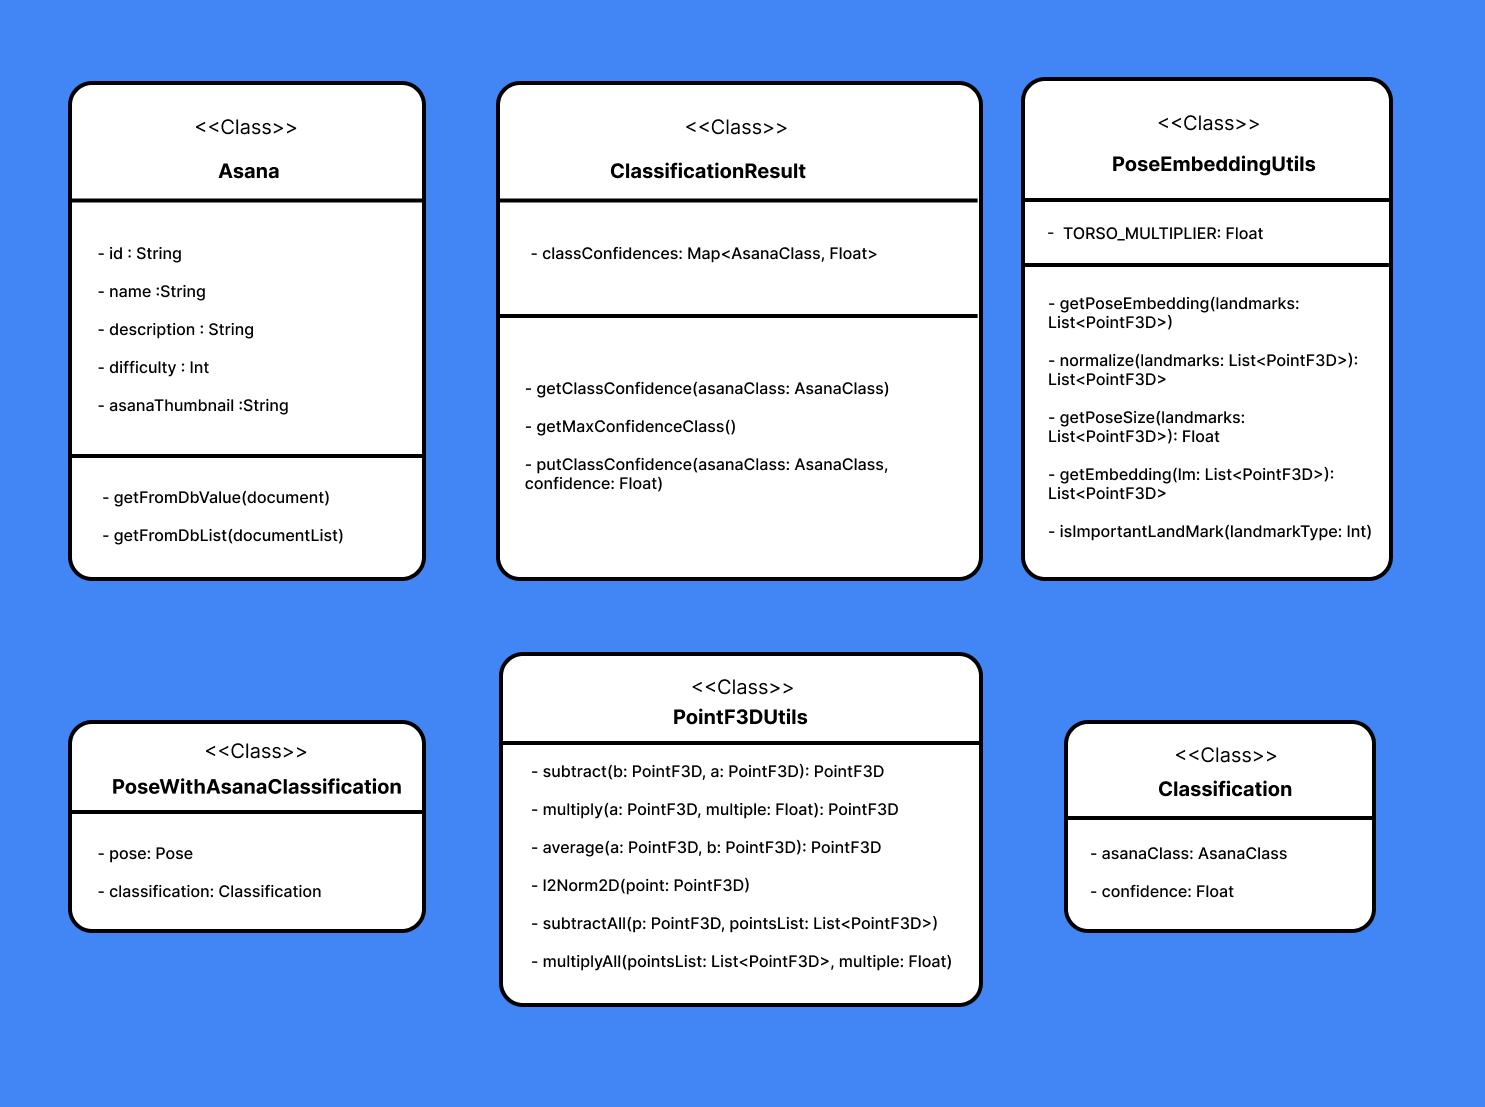 <<Class>>
Asana
- id : String
- name :String
- description : String
- difficulty : Int
- asanaThumbnail :String
- getFromDbValue(document)
- getFromDbList(documentList)
<<Class>>
ClassificationResult
- classConfidences: Map<AsanaClass, Float>
- getClassConfidence(asanaClass: AsanaClass)
- getMaxConfidenceClass()
- putClassConfidence(asanaClass: AsanaClass,
confidence: Float)
<<Class>>
PoseEmbeddingUtils
- TORSO_MULTIPLIER: Float
- getPoseEmbedding(landmarks:
List<PointF3D>)
- normalize(landmarks: List<PointF3D>):
List<PointF3D>
- getPoseSize(landmarks:
List<PointF3D>): Float
- getEmbedding(lm: List<PointF3D>):
List<PointF3D>
- isImportantLandMark(landmarkType: Int)
<<Class>>
PoseWithAsanaClassification
- pose: Pose
- classification: Classification
<<Class>>
PointF3DUtils
- subtract(b: PointF3D, a: PointF3D): PointF3D
- multiply(a: PointF3D, multiple: Float): PointF3D
- average(a: PointF3D, b: PointF3D): PointF3D
- l2Norm2D(point: PointF3D)
- subtractAll(p: PointF3D, pointsList: List<PointF3D>)
- multiplyAll(pointsList: List<PointF3D>, multiple: Float)
<<Class>>
Classification
- asanaClass: AsanaClass
- confidence: Float